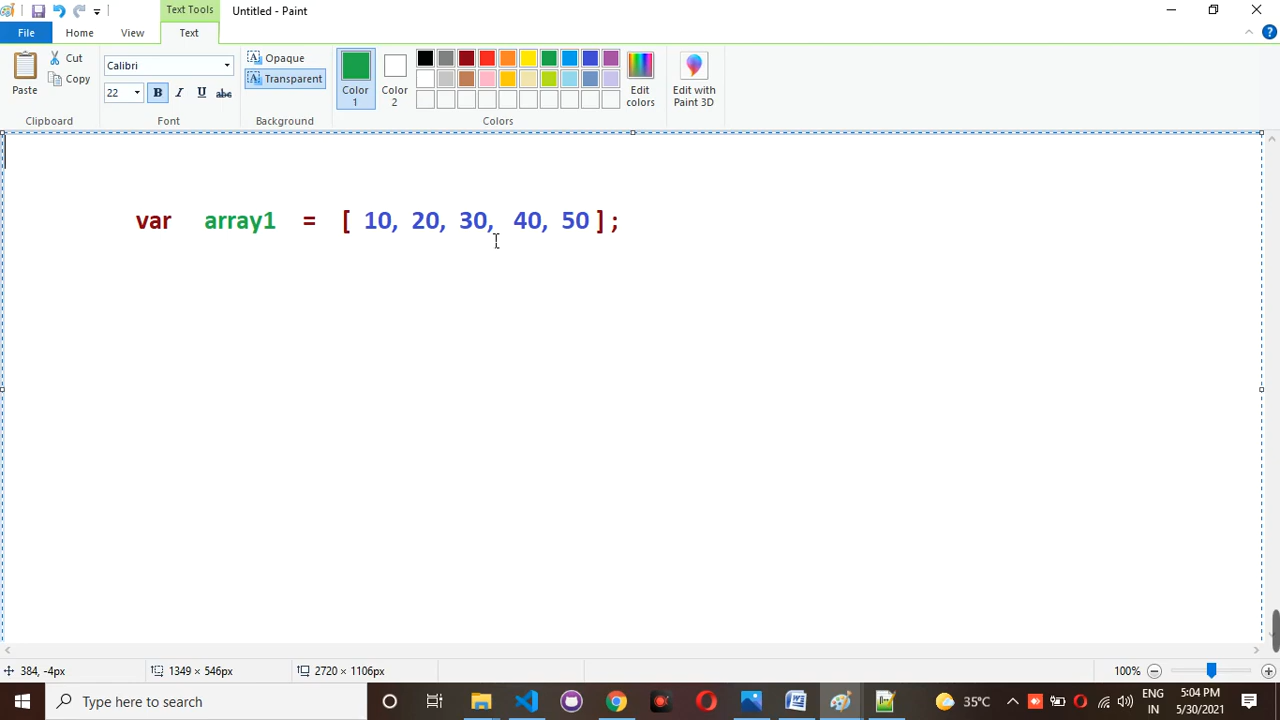 Text Tools
Untitled - Paint
File
Home
View
Text
Paste
Cut
Copy
Clipboard
Calibri
22
B I U abc
Font
Opaque
Transparent
Background
Color 1
Color 2
Edit colors
Colors
Edit with Paint 3D
var array1 = [ 10, 20, 30, 40, 50 ] ;
384, -4px
1349 × 546px
2720 × 1106px
100%
Type here to search
35°C
ENG
IN
5:04 PM
5/30/2021